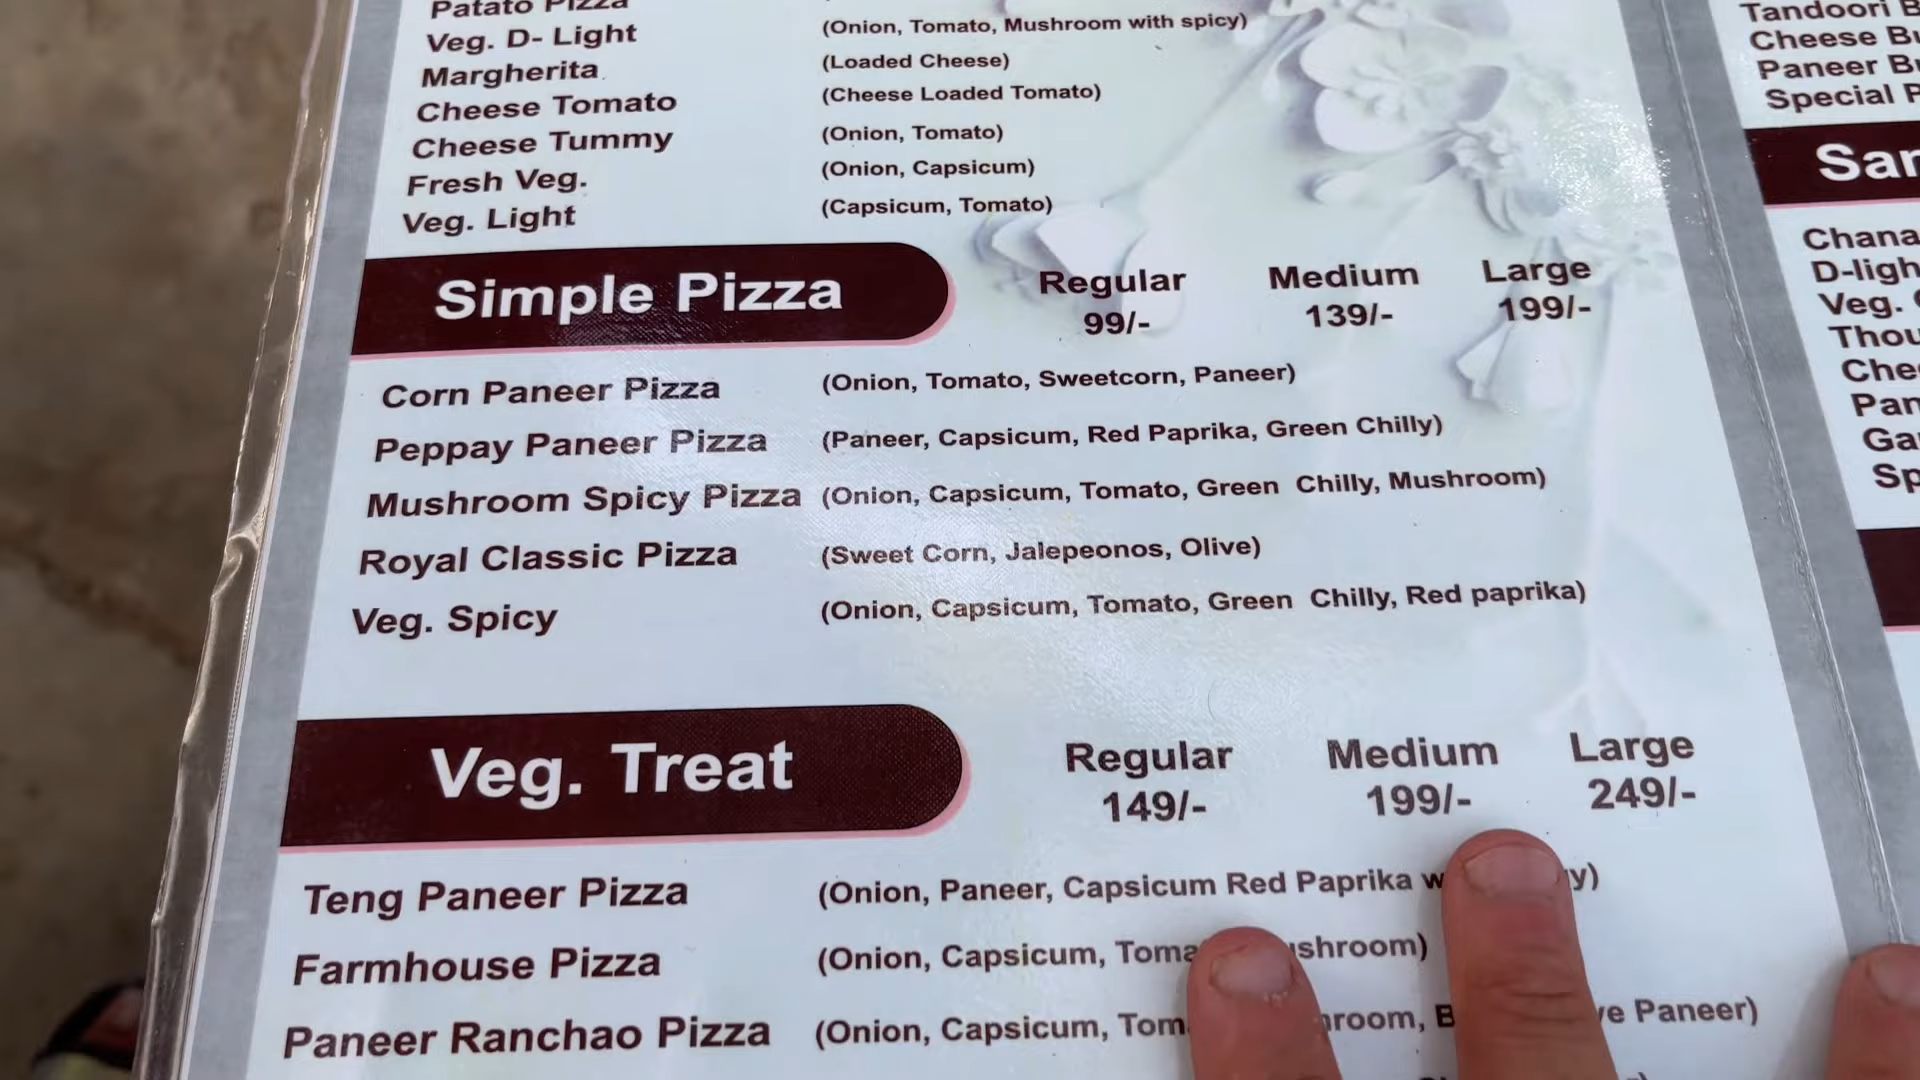 Patato Pizza
Veg. D- Light (Onion, Tomato, Mushroom with spicy)
Margherita (Loaded Cheese)
Cheese Tomato (Cheese Loaded Tomato)
Cheese Tummy (Onion, Tomato)
Fresh Veg. (Onion, Capsicum)
Veg. Light (Capsicum, Tomato)
Simple Pizza Regular Medium Large
99/- 139/- 199/-
Corn Paneer Pizza (Onion, Tomato, Sweetcorn, Paneer)
Peppay Paneer Pizza (Paneer, Capsicum, Red Paprika, Green Chilly)
Mushroom Spicy Pizza (Onion, Capsicum, Tomato, Green Chilly, Mushroom)
Royal Classic Pizza (Sweet Corn, Jalepeonos, Olive)
Veg. Spicy (Onion, Capsicum, Tomato, Green Chilly, Red paprika)
Veg. Treat Regular Medium Large
149/- 199/- 249/-
Teng Paneer Pizza (Onion, Paneer, Capsicum Red Paprika
Farmhouse Pizza (Onion, Capsicum,
Paneer Ranchao Pizza (Onion, Capsicum, Paneer)
Tandoori
Cheese
Paneer
Special
Chana
Veg.